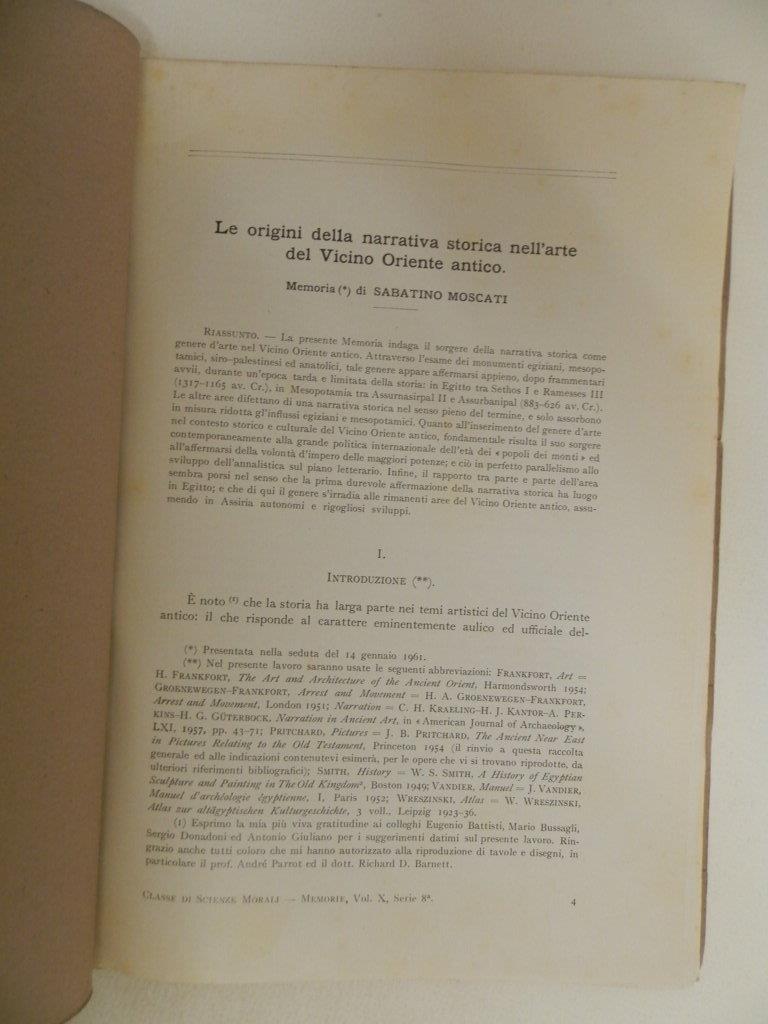 Le origini della narrativa storica nell'arte
del Vicino Oriente antico.
Memoria (*) di SABATINO MOSCATI
RIASSUNTO. — La presente Memoria indaga il sorgere della narrativa storica come
genere d'arte nel Vicino Oriente antico. Attraverso l'esame dei monumenti egiziani, mesopo-
tamici, siro-palestinesi ed anatolici, tale genere appare affermarsi appieno, dopo frammentari
avvii, durante un'epoca tarda e limitata della storia: in Egitto tra Sethos I e Ramesses III
(1317-1165 av. Cr.), in Mesopotamia tra Assurnasirpal II e Assurbanipal (883-626 av. Cr.).
Le altre aree difettano di una narrativa storica nel senso pieno del termine, e solo assorbono
in misura ridotta gl'influssi egiziani e mesopotamici. Quanto all'inserimento del genere d'arte
nel contesto storico e culturale del Vicino Oriente antico, fondamentale risulta il suo sorgere
contemporaneamente alla grande politica internazionale dell'età dei « popoli dei monti » ed
all'affermarsi della volontà d'impero delle maggiori potenze; e ciò in perfetto parallelismo allo
sviluppo dell'annalistica sul piano letterario. Infine, il rapporto tra parte e parte dell'area
sembra porsi nel senso che la prima durevole affermazione della narrativa storica ha luogo
in Egitto; e che di qui il genere s'irradia alle rimanenti aree del Vicino Oriente antico, assu-
mendo in Assiria autonomi e rigogliosi sviluppi.
I.
INTRODUZIONE (**).
È noto (1) che la storia ha larga parte nei temi artistici del Vicino Oriente
antico: il che risponde al carattere eminentemente aulico ed ufficiale del-
(*) Presentata nella seduta del 14 gennaio 1961.
(**) Nel presente lavoro saranno usate le seguenti abbreviazioni: FRANKFORT, Art =
H. FRANKFORT, The Art and Architecture of the Ancient Orient, Harmondsworth 1954;
GROENEWEGEN-FRANKFORT, Arrest and Movement = H. A. GROENEWEGEN-FRANKFORT,
Arrest and Movement, London 1951; Narration = C. H. KRAELING-H. J. KANTOR-A. PER-
KINS-H. G. GÜTERBOCK, Narration in Ancient Art, in « American Journal of Archaeology »,
LXI, 1957, pp. 43-71; PRITCHARD, Pictures = J. B. PRITCHARD, The Ancient Near East
in Pictures Relating to the Old Testament, Princeton 1954 (il rinvio a questa raccolta
generale ed alle indicazioni contenutevi esimerà, per le opere che vi si trovano riprodotte, da
ulteriori riferimenti bibliografici); SMITH, History = W. S. SMITH, A History of Egyptian
Sculpture and Painting in The Old Kingdom², Boston 1949; VANDIER, Manuel = J. VANDIER,
Manuel d'archéologie égyptienne, I, Paris 1952; WRESZINSKI, Atlas = W. WRESZINSKI,
Atlas zur altägyptischen Kulturgeschichte, 3 voll., Leipzig 1923-36.
(1) Esprimo la mia più viva gratitudine ai colleghi Eugenio Battisti, Mario Bussagli,
Sergio Donadoni ed Antonio Giuliano per i suggerimenti datimi sul presente lavoro. Rin-
grazio anche tutti coloro che mi hanno autorizzato alla riproduzione di tavole e disegni, in
particolare il prof. André Parrot ed il dott. Richard D. Barnett.
CLASSE DI SCIENZE MORALI — MEMORIE, Vol. X, Serie 8ª. 4